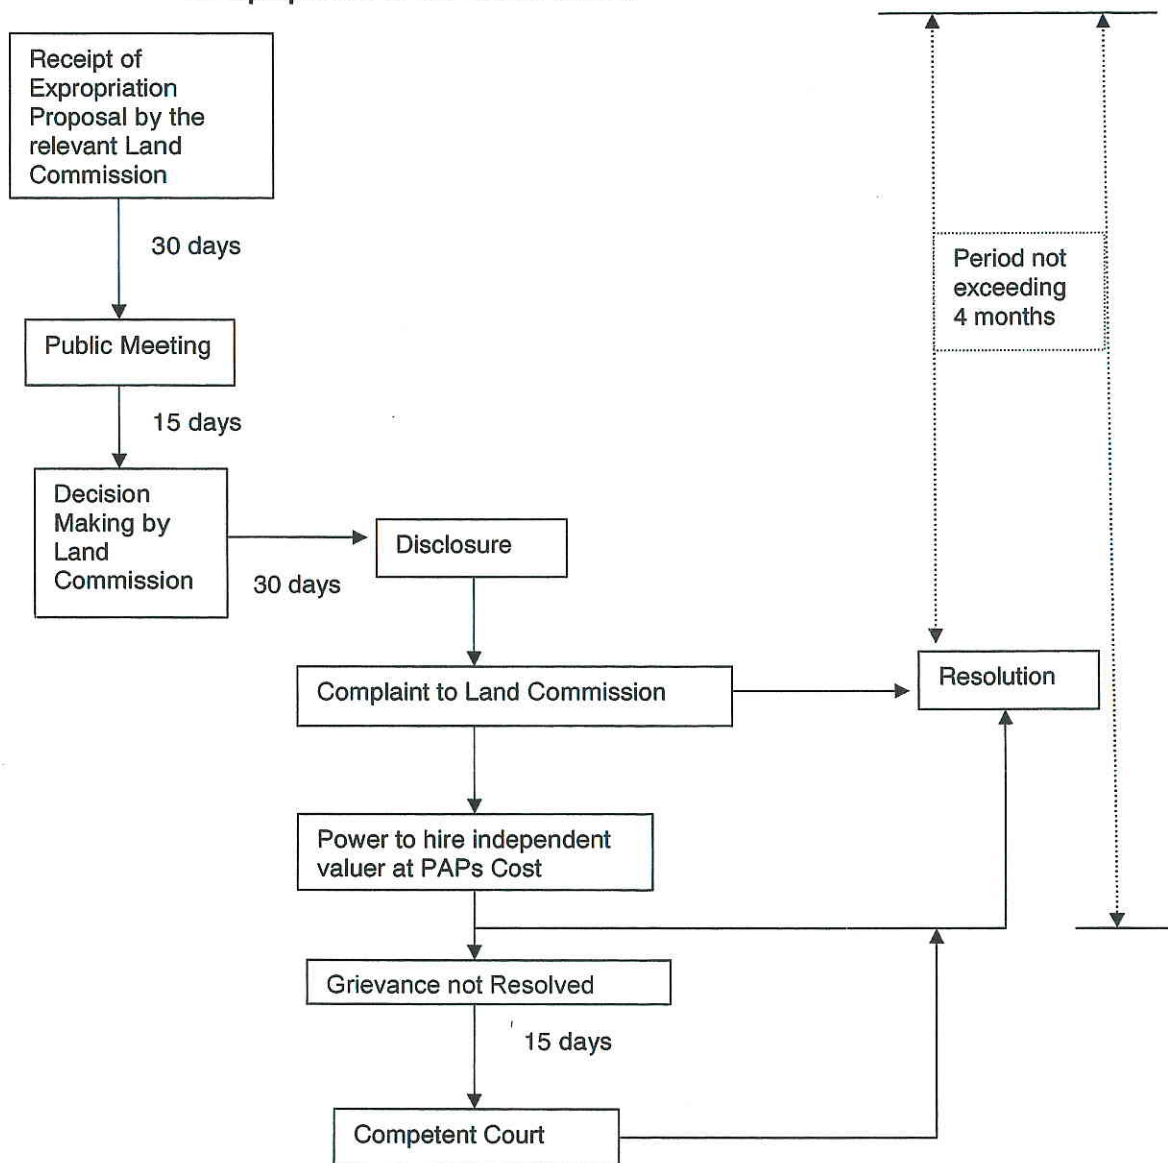 Receipt of
Expropriation
Proposal by the
relevant Land
Commission
30 days
Public Meeting
15 days
Decision
Making by
Land
Commission
30 days
Disclosure
Period not
exceeding
4 months
Complaint to Land Commission
Resolution
Power to hire independent
valuer at PAPs Cost
Grievance not Resolved
15 days
Competent Court